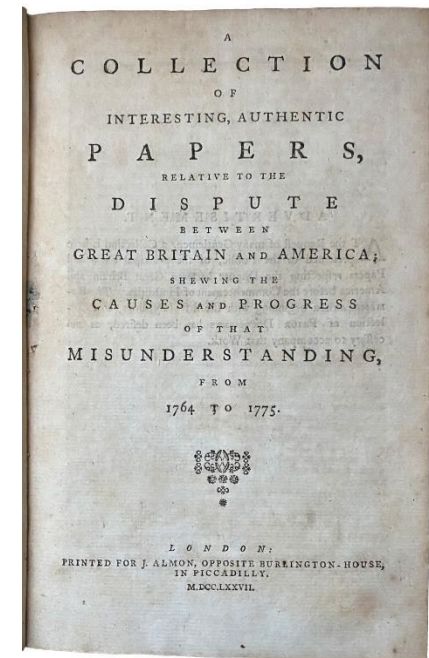 A
COLLECTION
OF
INTERESTING, AUTHENTIC
PAPERS,
RELATIVE TO THE
DISPUTE
BETWEEN
GREAT BRITAIN AND AMERICA;
SHEWING THE
CAUSES AND PROGRESS
OF THAT
MISUNDERSTANDING,
FROM
1764 TO 1775.
LONDON:
PRINTED FOR J. ALMON, OPPOSITE BURLINGTON-HOUSE,
IN PICCADILLY.
M.DCC.LXXVII.